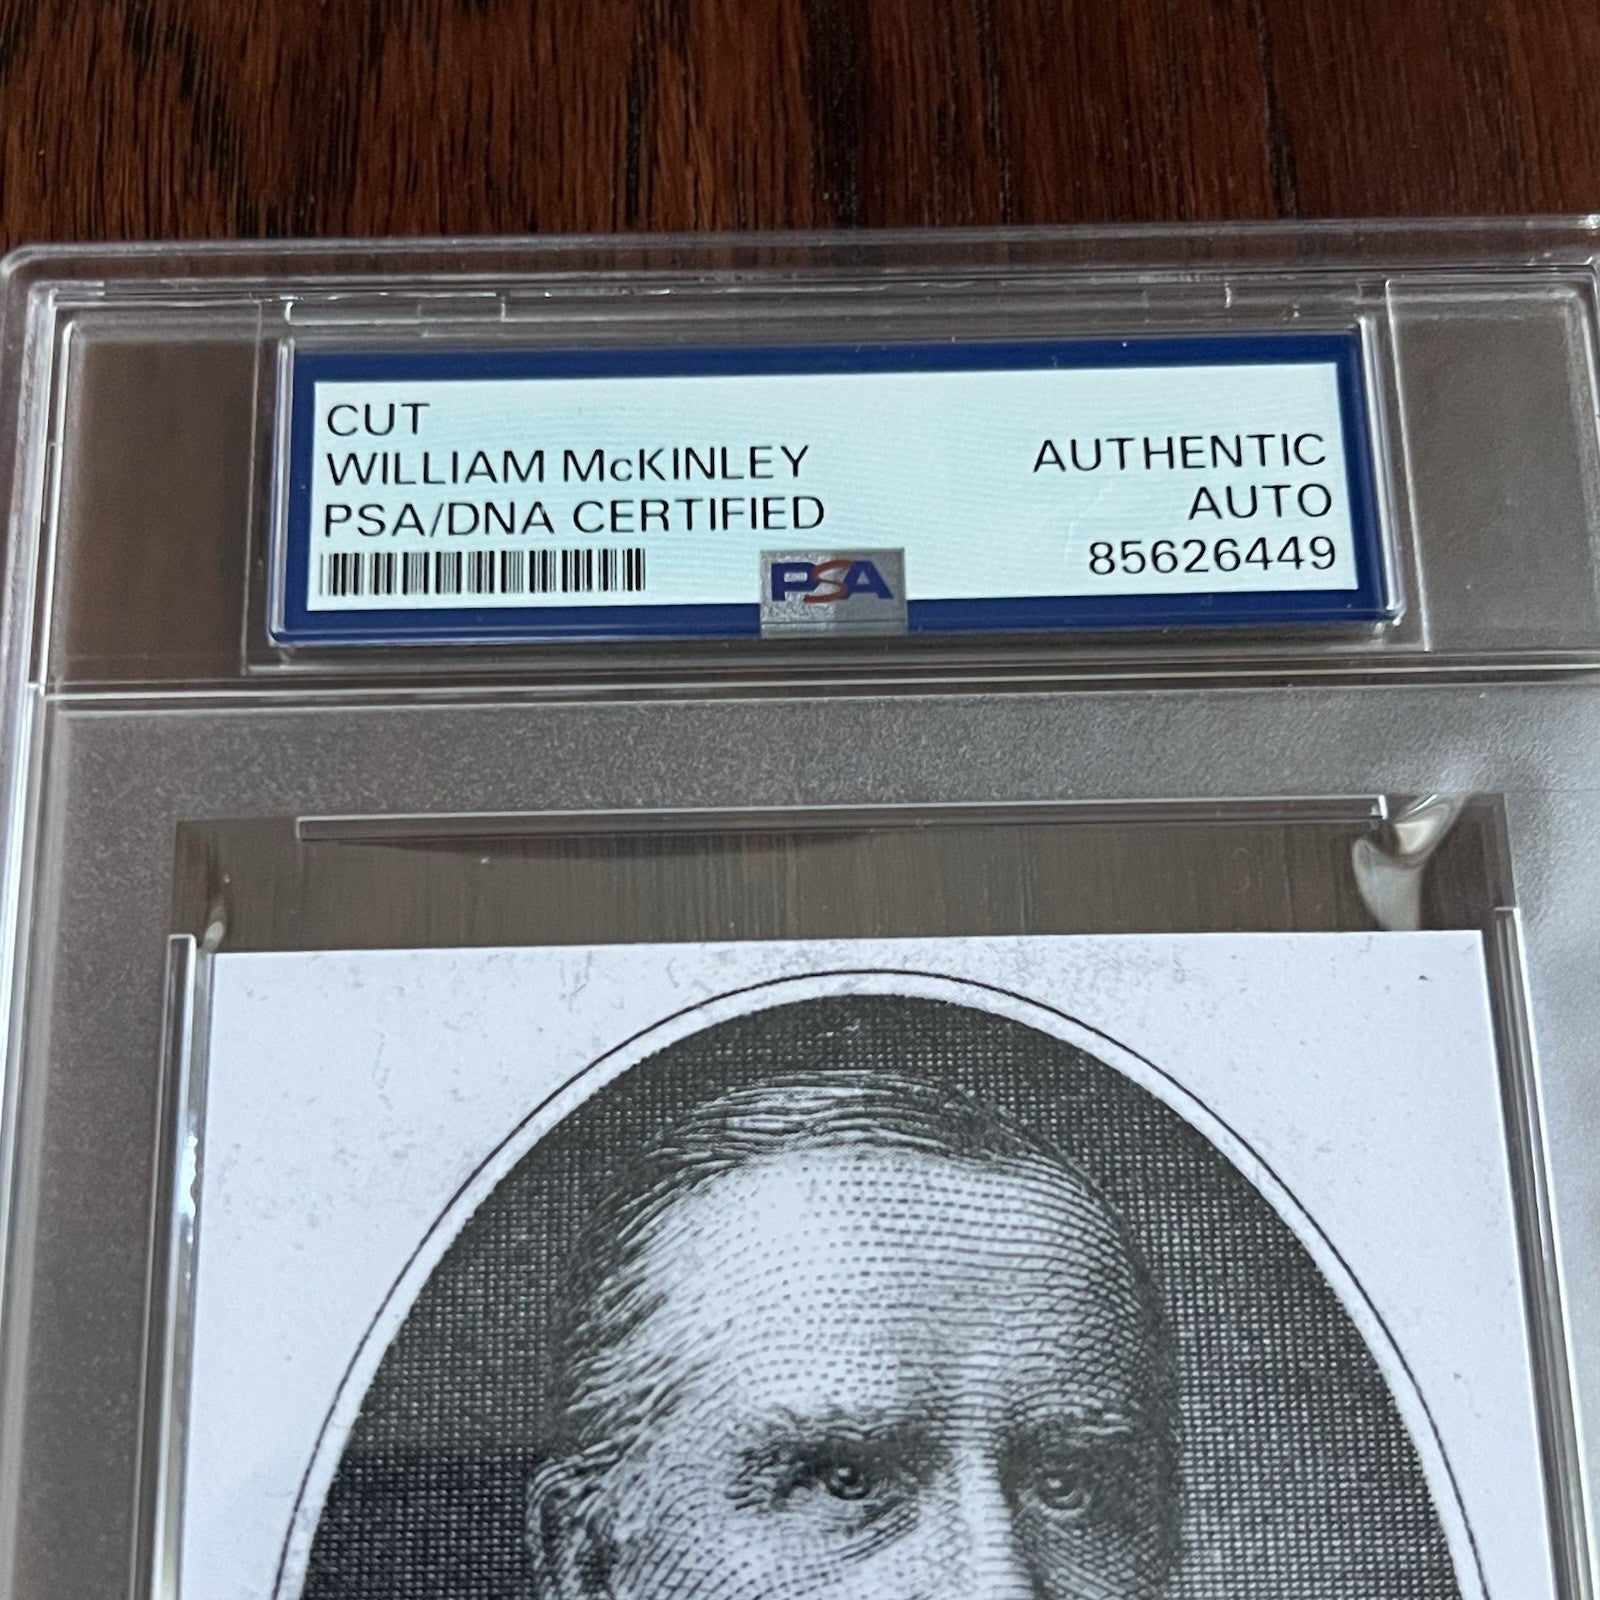 CUT
WILLIAM McKINLEY
PSA/DNA CERTIFIED
AUTHENTIC
AUTO
85626449
PSA